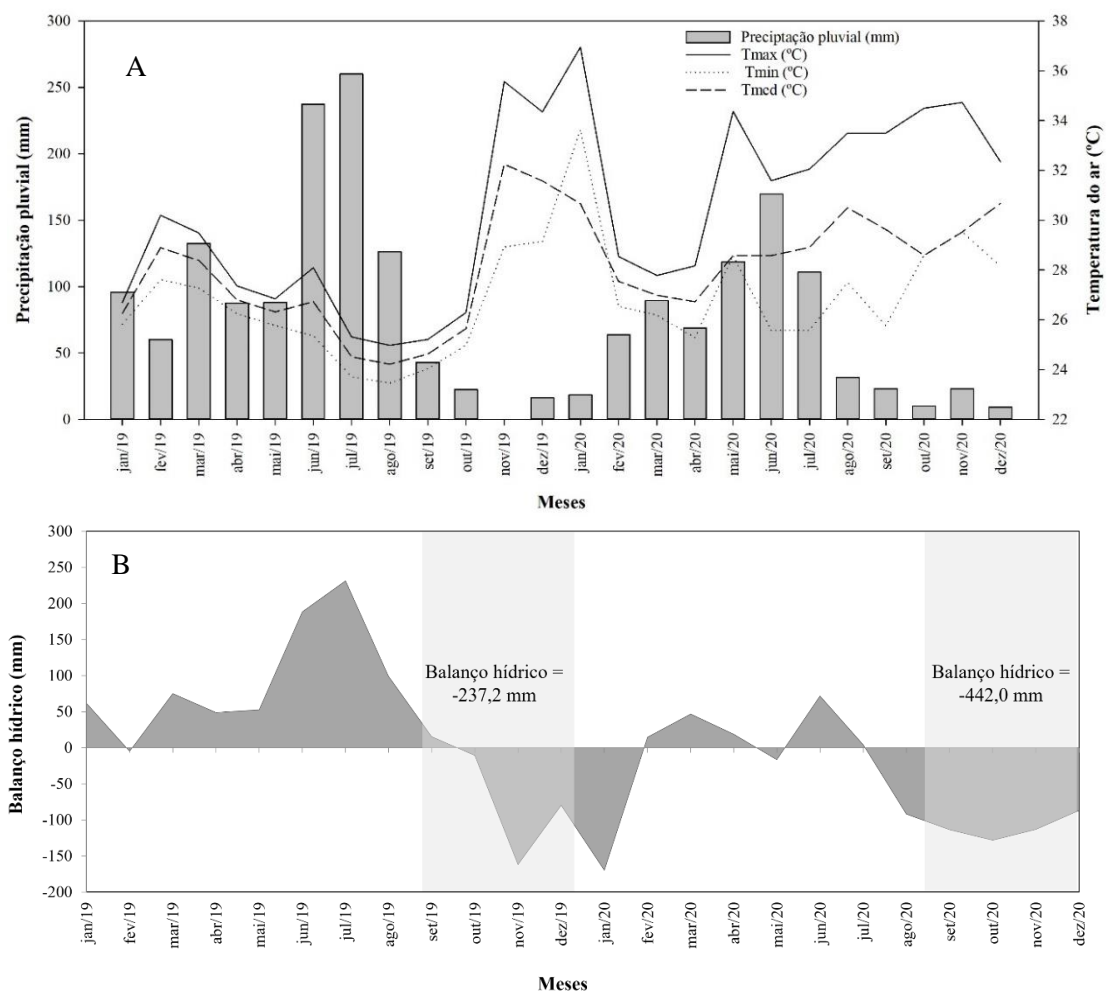 A
Preciptação pluvial (mm)
Tmax (ºC)
Tmin (ºC)
Tmed (ºC)
Precipitação pluvial (mm)
300
250
200
150
100
50
0
38
36
34
32
30
28
26
24
22
Temperatura do ar (ºC)
jan/19
fev/19
mar/19
abr/19
mai/19
jun/19
jul/19
ago/19
set/19
out/19
nov/19
dez/19
jan/20
fev/20
mar/20
abr/20
mai/20
jun/20
jul/20
ago/20
set/20
out/20
nov/20
dez/20
Meses
B
Balanço hídrico (mm)
300
250
200
150
100
50
0
-50
-100
-150
-200
Balanço hídrico =
-237,2 mm
Balanço hídrico =
-442,0 mm
jan/19
fev/19
mar/19
abr/19
mai/19
jun/19
jul/19
ago/19
set/19
out/19
nov/19
dez/19
jan/20
fev/20
mar/20
abr/20
mai/20
jun/20
jul/20
ago/20
set/20
out/20
nov/20
dez/20
Meses